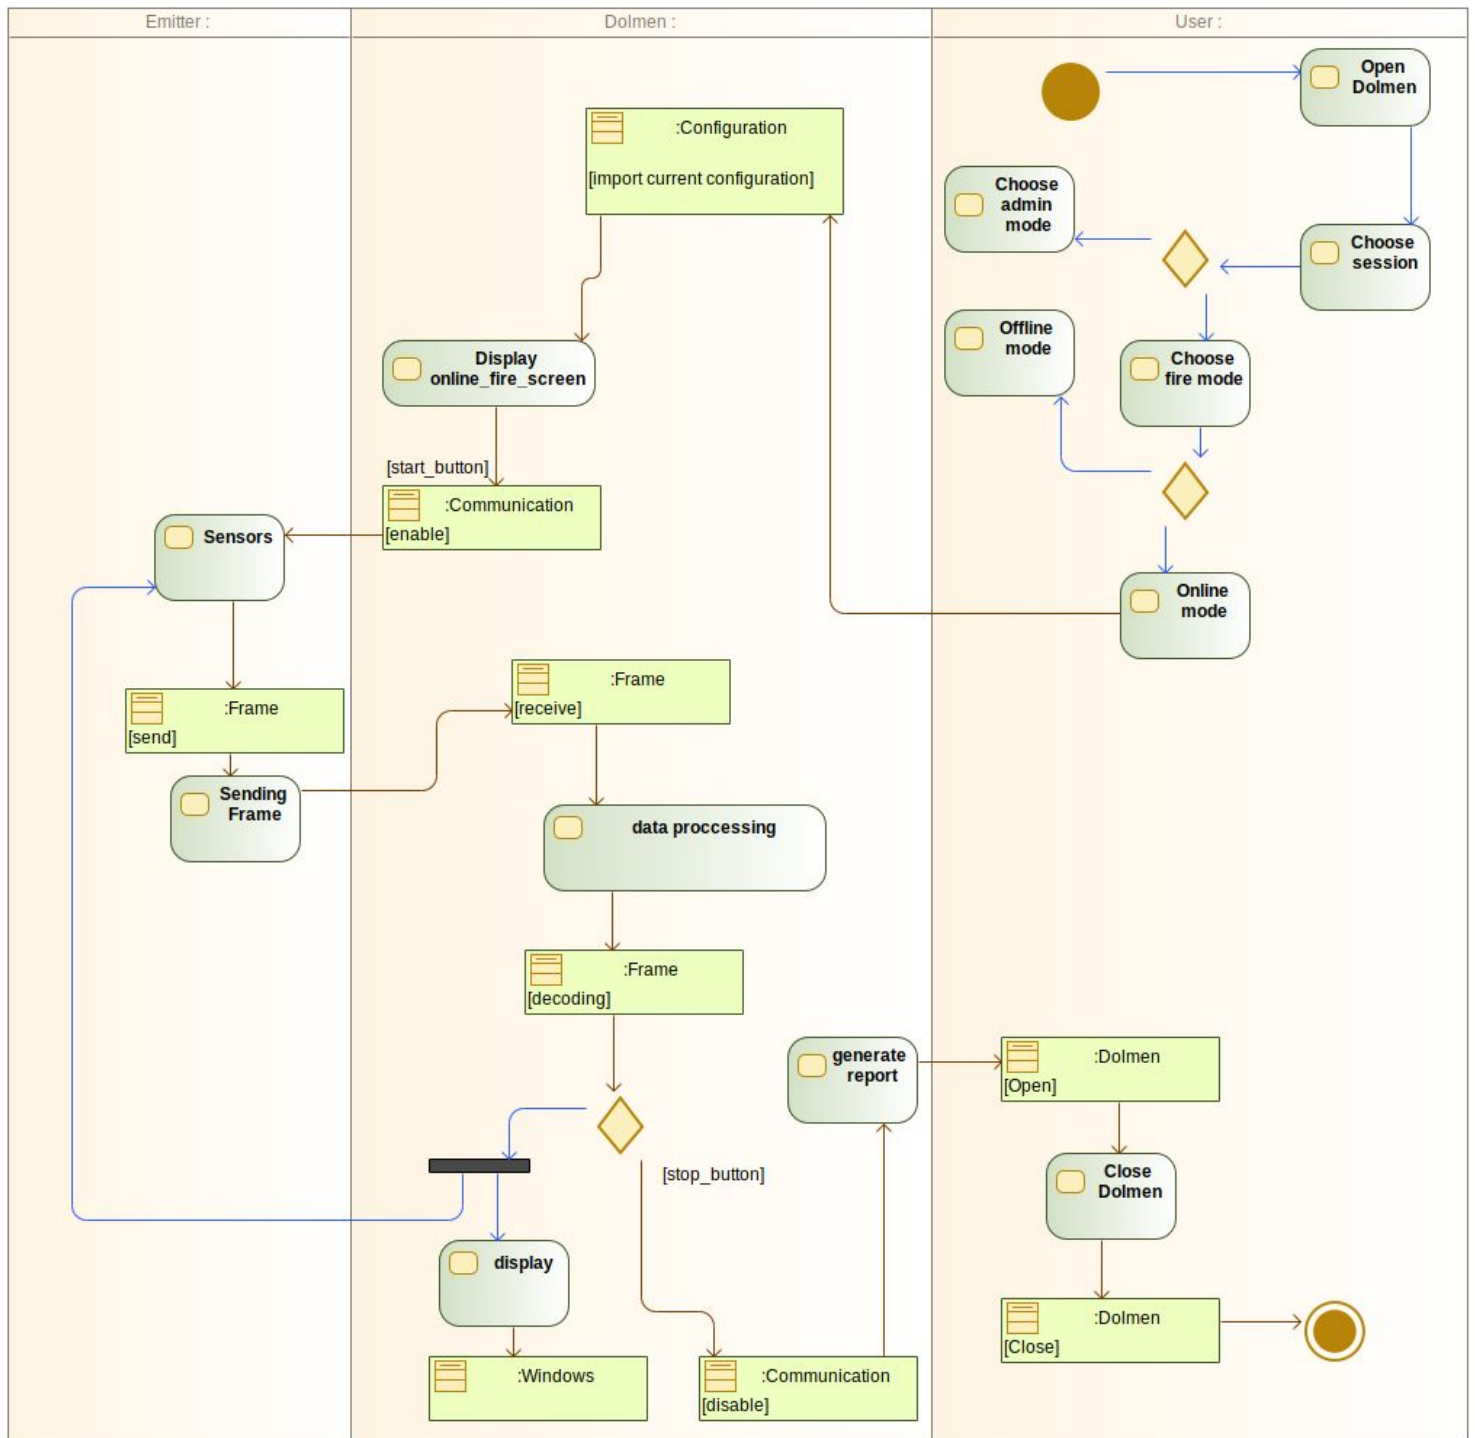 Emitter :
Dolmen :
User :
Open
Dolmen
:Configuration
[import current configuration]
Choose
admin
mode
Choose
session
Offline
mode
Choose
fire mode
Display
online_fire_screen
[start_button]
:Communication
[enable]
Sensors
Online
mode
:Frame
[receive]
:Frame
[send]
Sending
Frame
data proccessing
:Frame
[decoding]
generate
report
:Dolmen
[Open]
[stop_button]
Close
Dolmen
display
:Dolmen
[Close]
:Windows
:Communication
[disable]